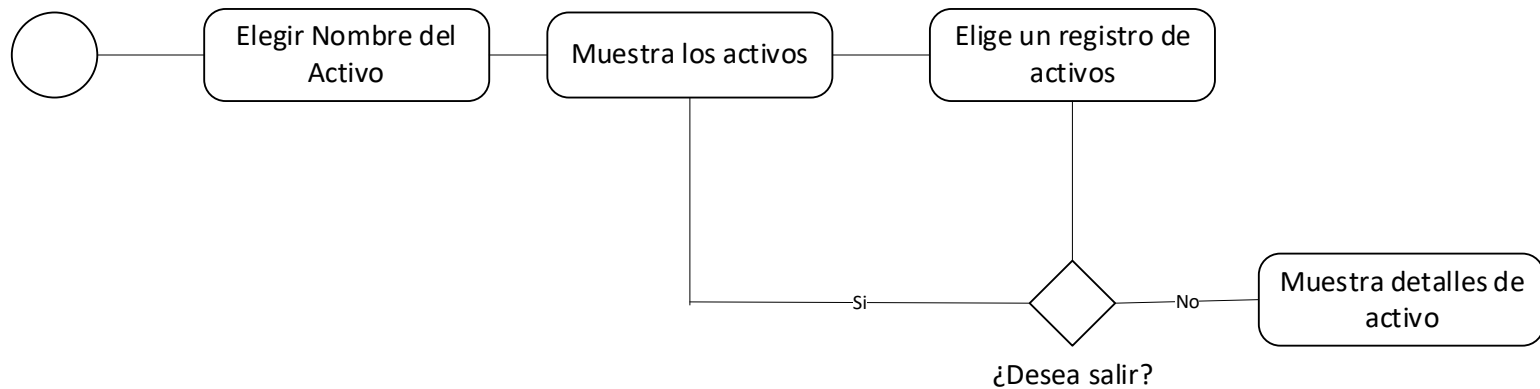 Elegir Nombre del
Activo
Muestra los activos
Elige un registro de
activos
Si
No
Muestra detalles de
activo
¿Desea salir?